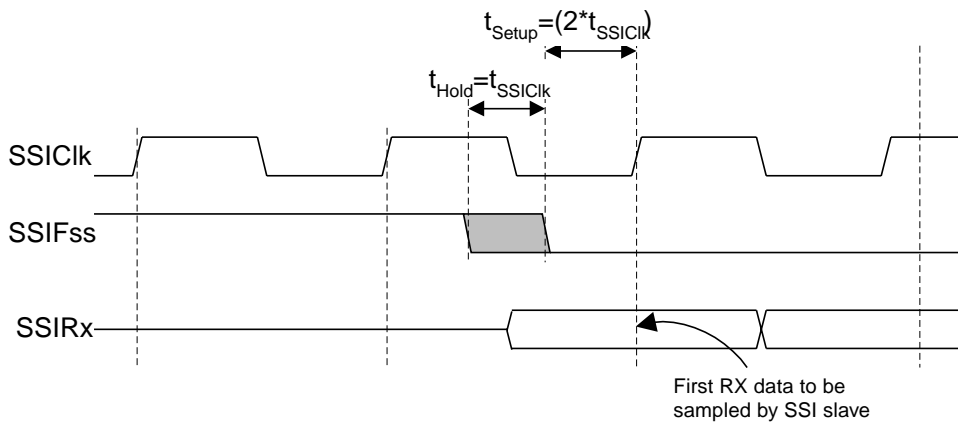 tSetup=(2*tSSIClk)
tHold=tSSIClk
SSIClk
SSIFss
SSIRx
First RX data to be
sampled by SSI slave